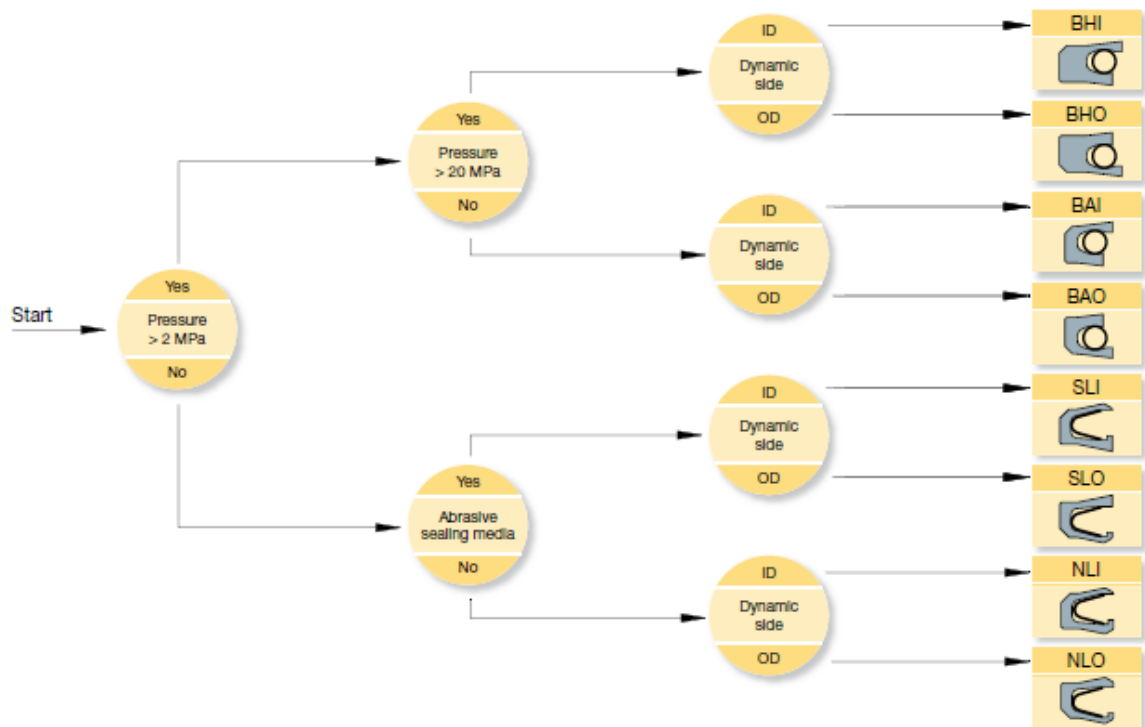 Start
Yes
Pressure
> 2 MPa
No
Yes
Pressure
> 20 MPa
No
Yes
Abrasive
sealing media
No
ID
Dynamic
side
OD
ID
Dynamic
side
OD
ID
Dynamic
side
OD
ID
Dynamic
side
OD
BHI
BHO
BAI
BAO
SLI
SLO
NLI
NLO